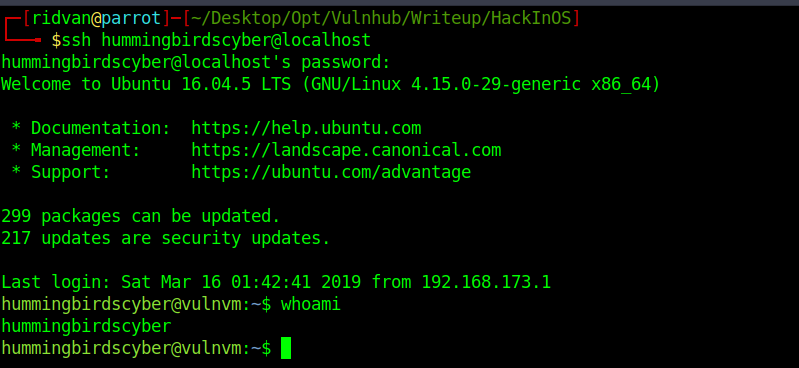 ┌─[ridvan@parrot]─[~/Desktop/Opt/Vulnhub/Writeup/HackInOS]
└──╼ $ssh hummingbirdscyber@localhost
hummingbirdscyber@localhost's password:
Welcome to Ubuntu 16.04.5 LTS (GNU/Linux 4.15.0-29-generic x86_64)
* Documentation:  https://help.ubuntu.com
* Management:     https://landscape.canonical.com
* Support:        https://ubuntu.com/advantage
299 packages can be updated.
217 updates are security updates.
Last login: Sat Mar 16 01:42:41 2019 from 192.168.173.1
hummingbirdscyber@vulnvm:~$ whoami
hummingbirdscyber
hummingbirdscyber@vulnvm:~$